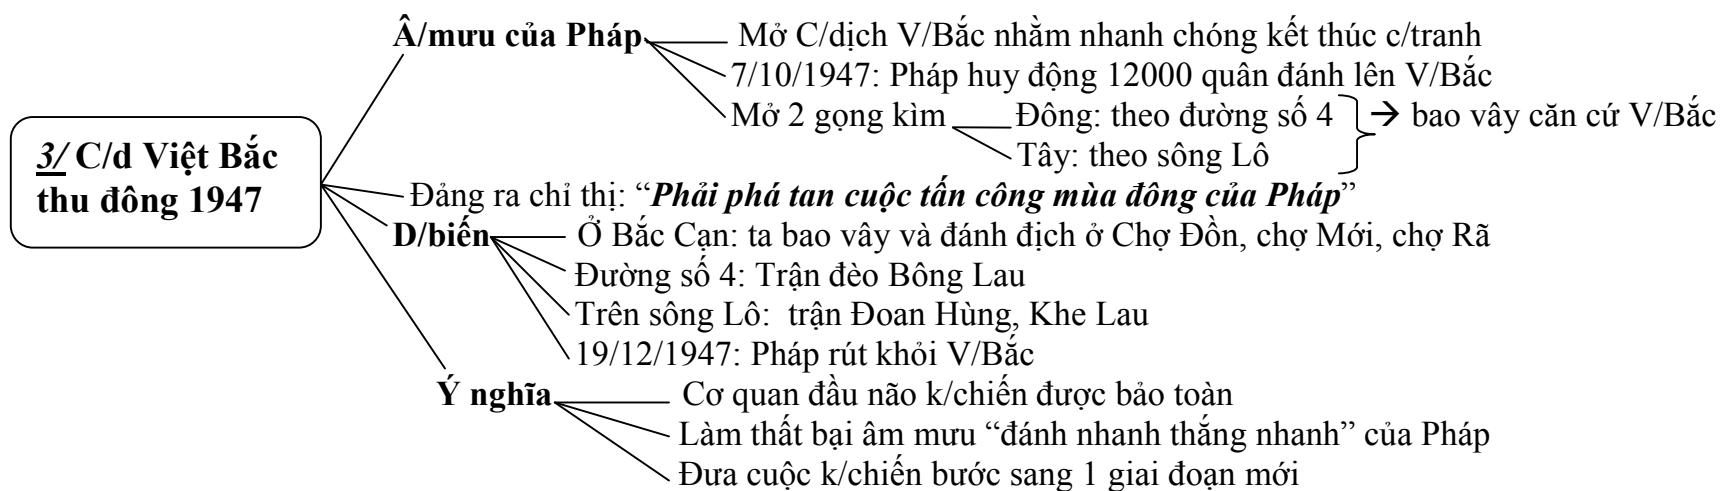 3/ C/d Việt Bắc
thu đông 1947
Â/mưu của Pháp
Mở C/dịch V/Bắc nhằm nhanh chóng kết thúc c/tranh
7/10/1947: Pháp huy động 12000 quân đánh lên V/Bắc
Mở 2 gọng kìm
Đông: theo đường số 4
Tây: theo sông Lô
→ bao vây căn cứ V/Bắc
Đảng ra chỉ thị: “Phải phá tan cuộc tấn công mùa đông của Pháp”
D/biến
Ở Bắc Cạn: ta bao vây và đánh địch ở Chợ Đồn, chợ Mới, chợ Rã
Đường số 4: Trận đèo Bông Lau
Trên sông Lô: trận Đoan Hùng, Khe Lau
19/12/1947: Pháp rút khỏi V/Bắc
Ý nghĩa
Cơ quan đầu não k/chiến được bảo toàn
Làm thất bại âm mưu “đánh nhanh thắng nhanh” của Pháp
Đưa cuộc k/chiến bước sang 1 giai đoạn mới